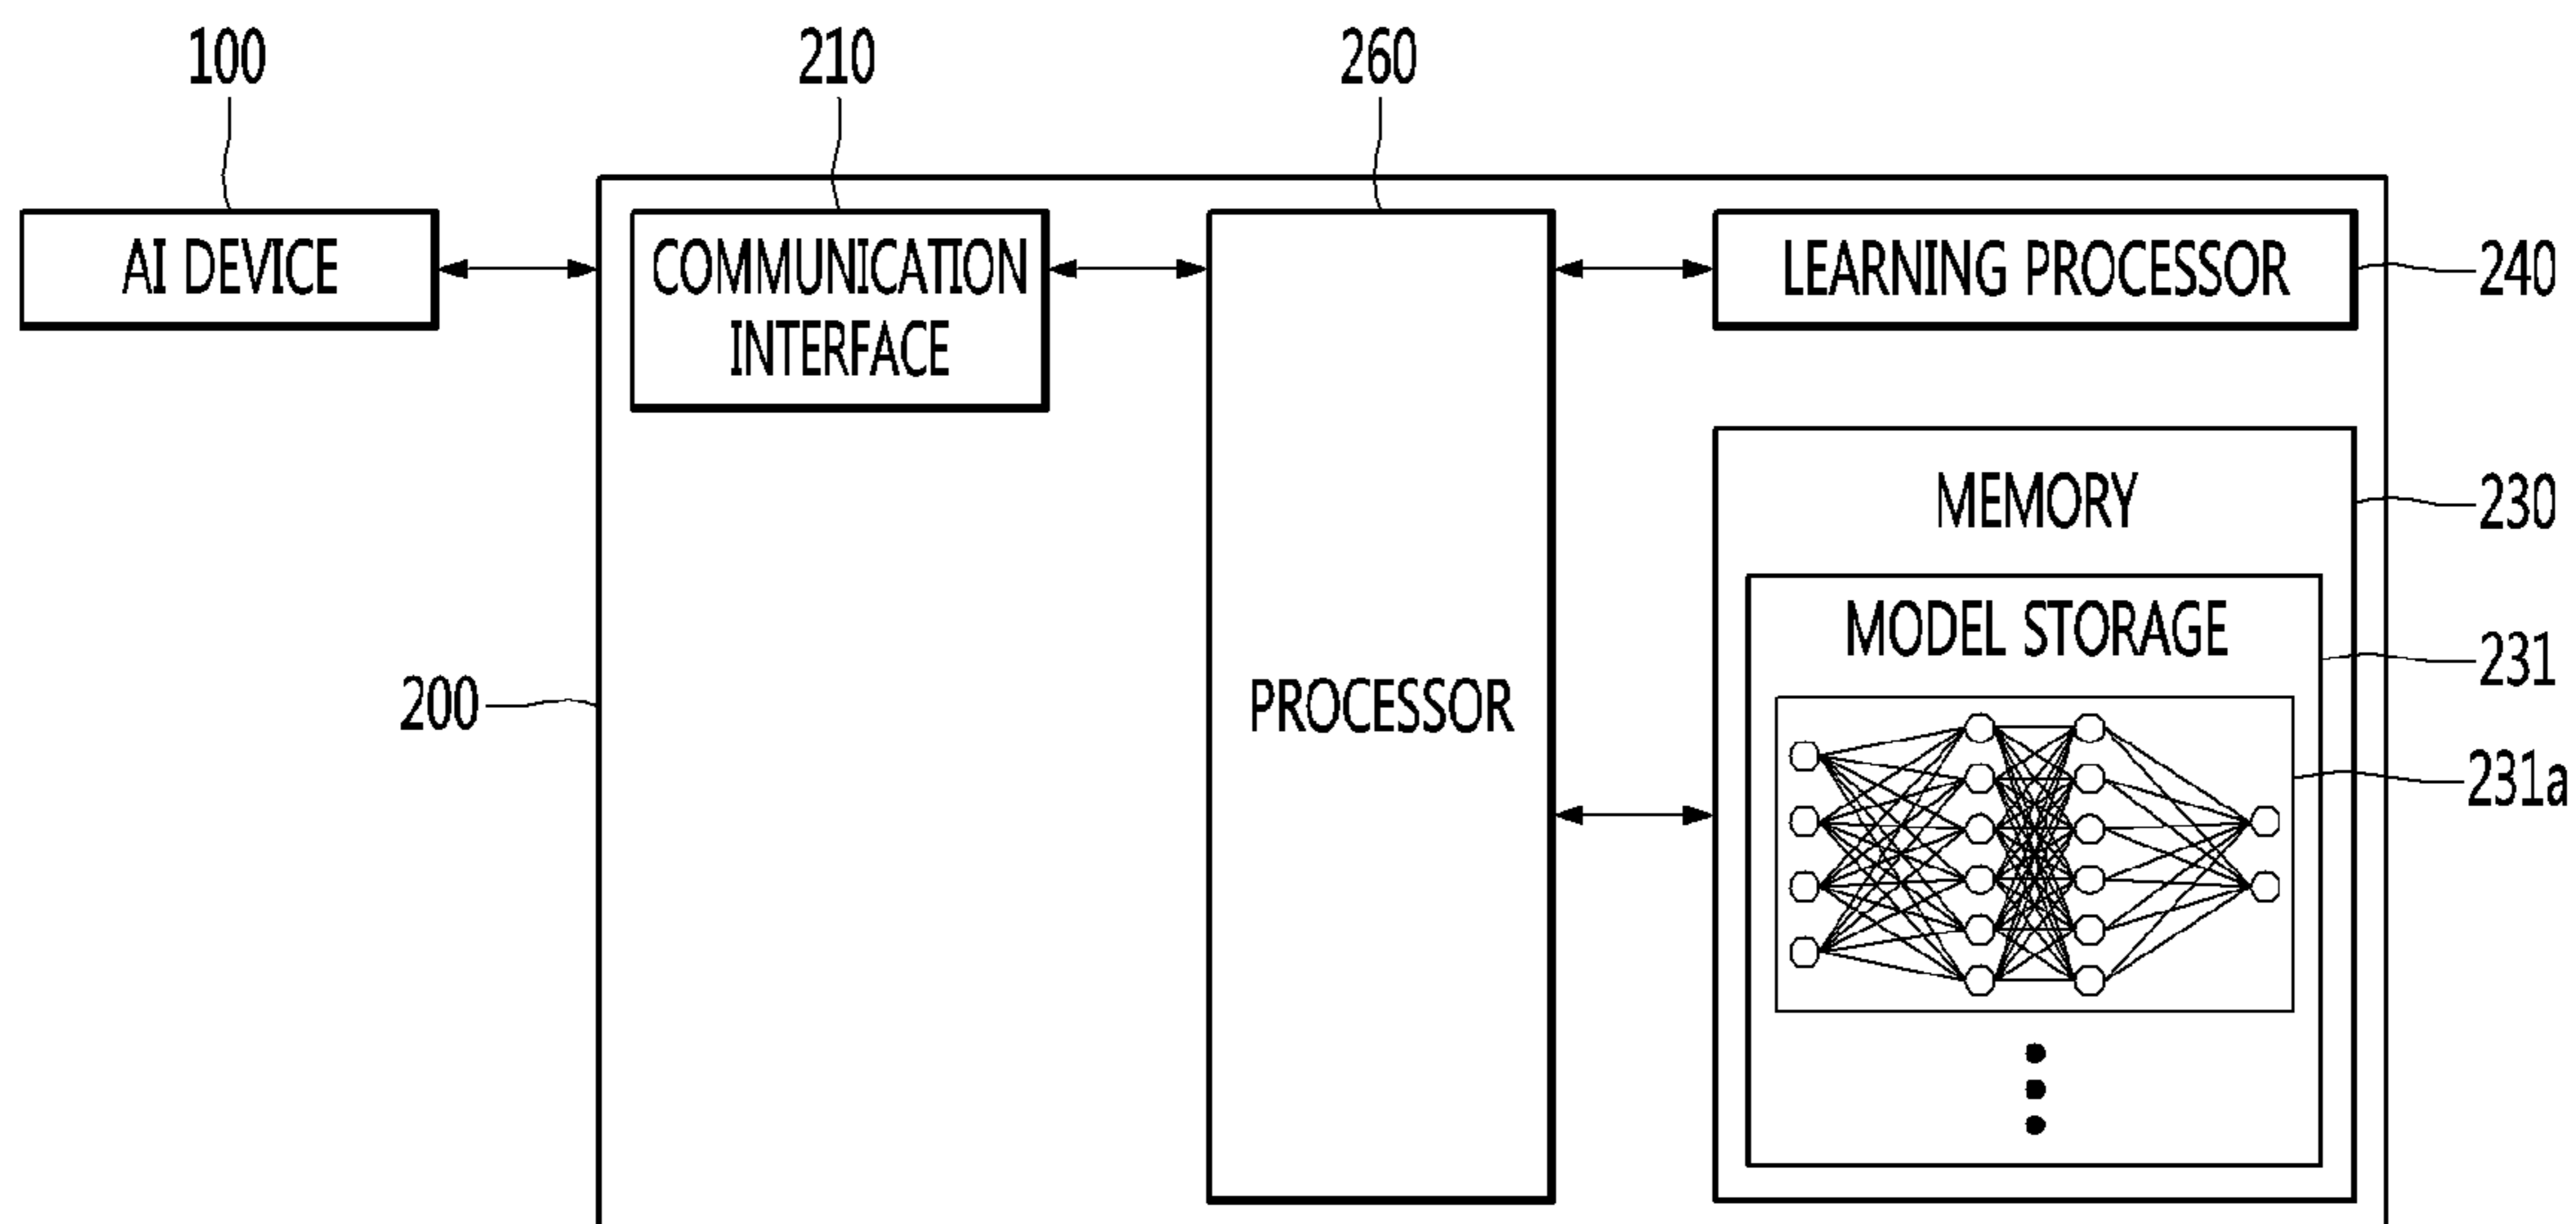 100
210
260
AI DEVICE
COMMUNICATION
INTERFACE
LEARNING PROCESSOR
240
MEMORY
230
MODEL STORAGE
231
200
PROCESSOR
231a